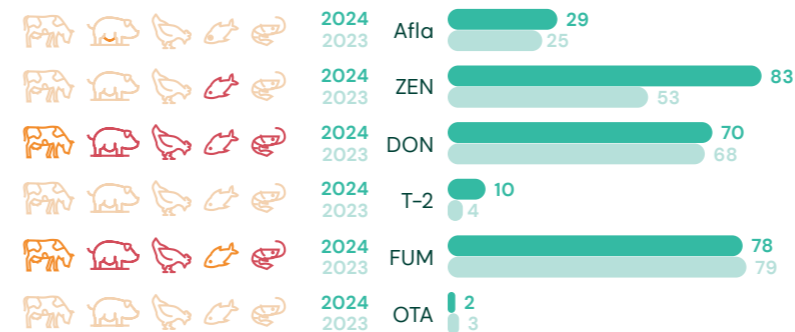 2024 29
Afla
2023 25
2024 83
ZEN
2023 53
2024 70
DON
2023 68
2024 10
T-2
2023 4
2024 78
FUM
2023 79
2024 2
OTA
2023 3